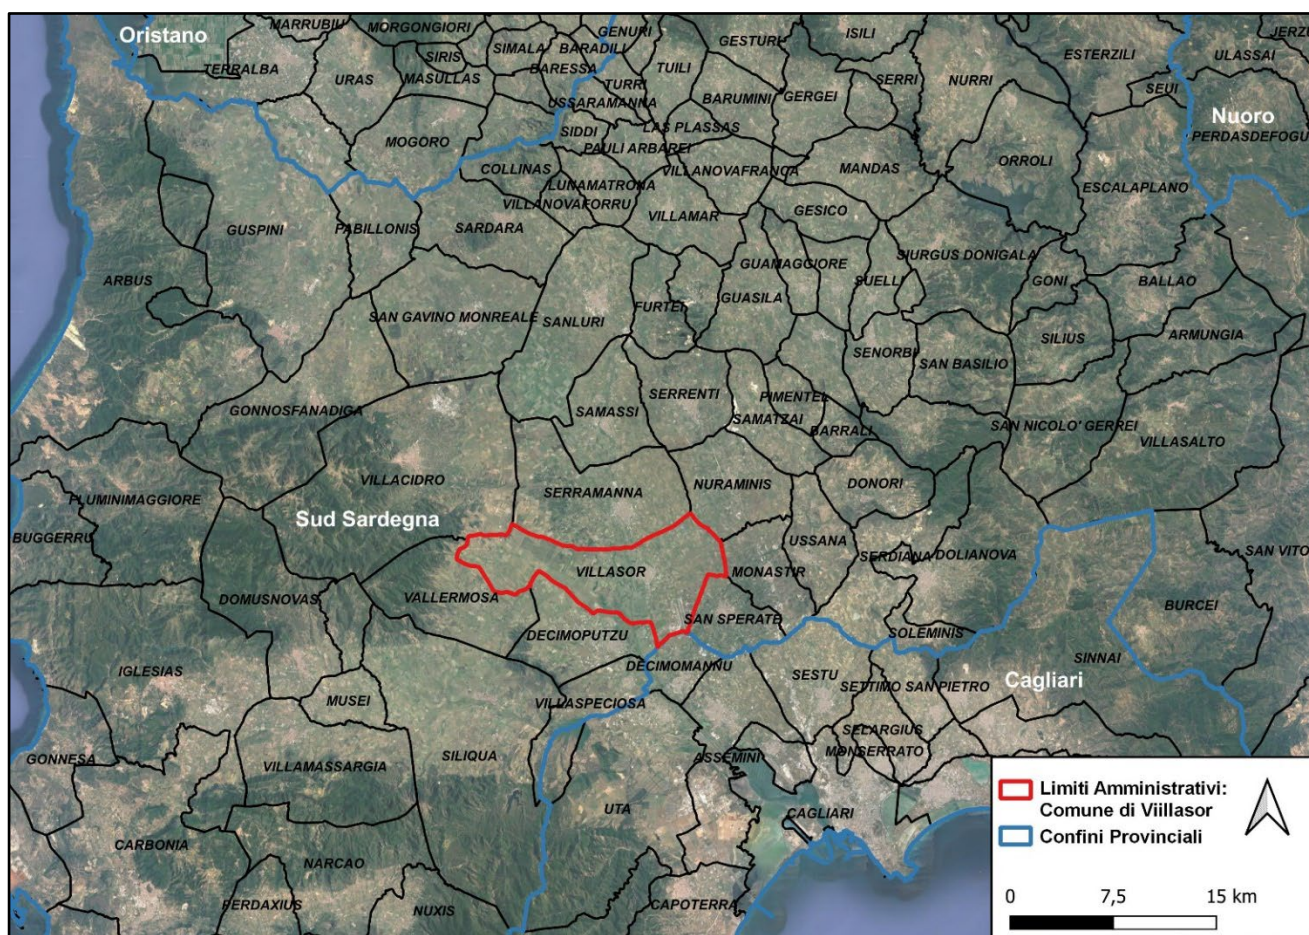 Oristano
MARRUBIU
MORGONGIORI
GENURI
SIMALA
BARADILI
GESTURI
ISILI
ESTERZILI
JERZU
ULASSAI
TERRALBA
URAS
SIRIS
MASULLAS
BARESSA
TUILI
SERRI
NURRI
TURRI
USSARAMANNA
BARUMINI
GERGEI
SEUI
Nuoro
PERDASDEFOGU
MOGORO
SIDDI
LAS PLASSAS
PAULI ARBAREI
COLLINAS
LUNAMATRONA
VILLANOVAFRANCA
MANDAS
ORROLI
ESCALAPLANO
VILLANOVAFORRU
GUSPINI
PABILLONIS
SARDARA
VILLAMAR
GESICO
SIURGUS DONIGALA
ARBUS
GUAMAGGIORE
SUELLI
GONI
BALLAO
SAN GAVINO MONREALE
SANLURI
FURTEI
GUASILA
SENORBI
SAN BASILIO
SILIUS
ARMUNGIA
GONNOSFANADIGA
SAMASSI
SERRENTI
PIMENTEL
SAMATZAI
BARRALI
SAN NICOLO' GERREI
VILLASALTO
FLUMINIMAGGIORE
VILLACIDRO
SERRAMANNA
NURAMINIS
DONORI
Sud Sardegna
BUGGERRU
USSANA
SERDIANA
DOLIANOVA
SAN VITO
VILLASOR
MONASTIR
DOMUSNOVAS
VALLERMOSA
BURCEI
DECIMOPUTZU
SAN SPERATE
SOLEMINIS
IGLESIAS
DECIMOMANNU
SINNAI
SESTU
SETTIMO SAN PIETRO
Cagliari
MUSEI
VILLASPECIOSA
SELARGIUS
MONSERRATO
GONNESA
VILLAMASSARGIA
SILIQUA
ASSEMINI
UTA
CAGLIARI
CARBONIA
NARCAO
PERDAXIUS
NUXIS
CAPOTERRA
Limiti Amministrativi:
Comune di Viillasor
Confini Provinciali
0 7,5 15 km